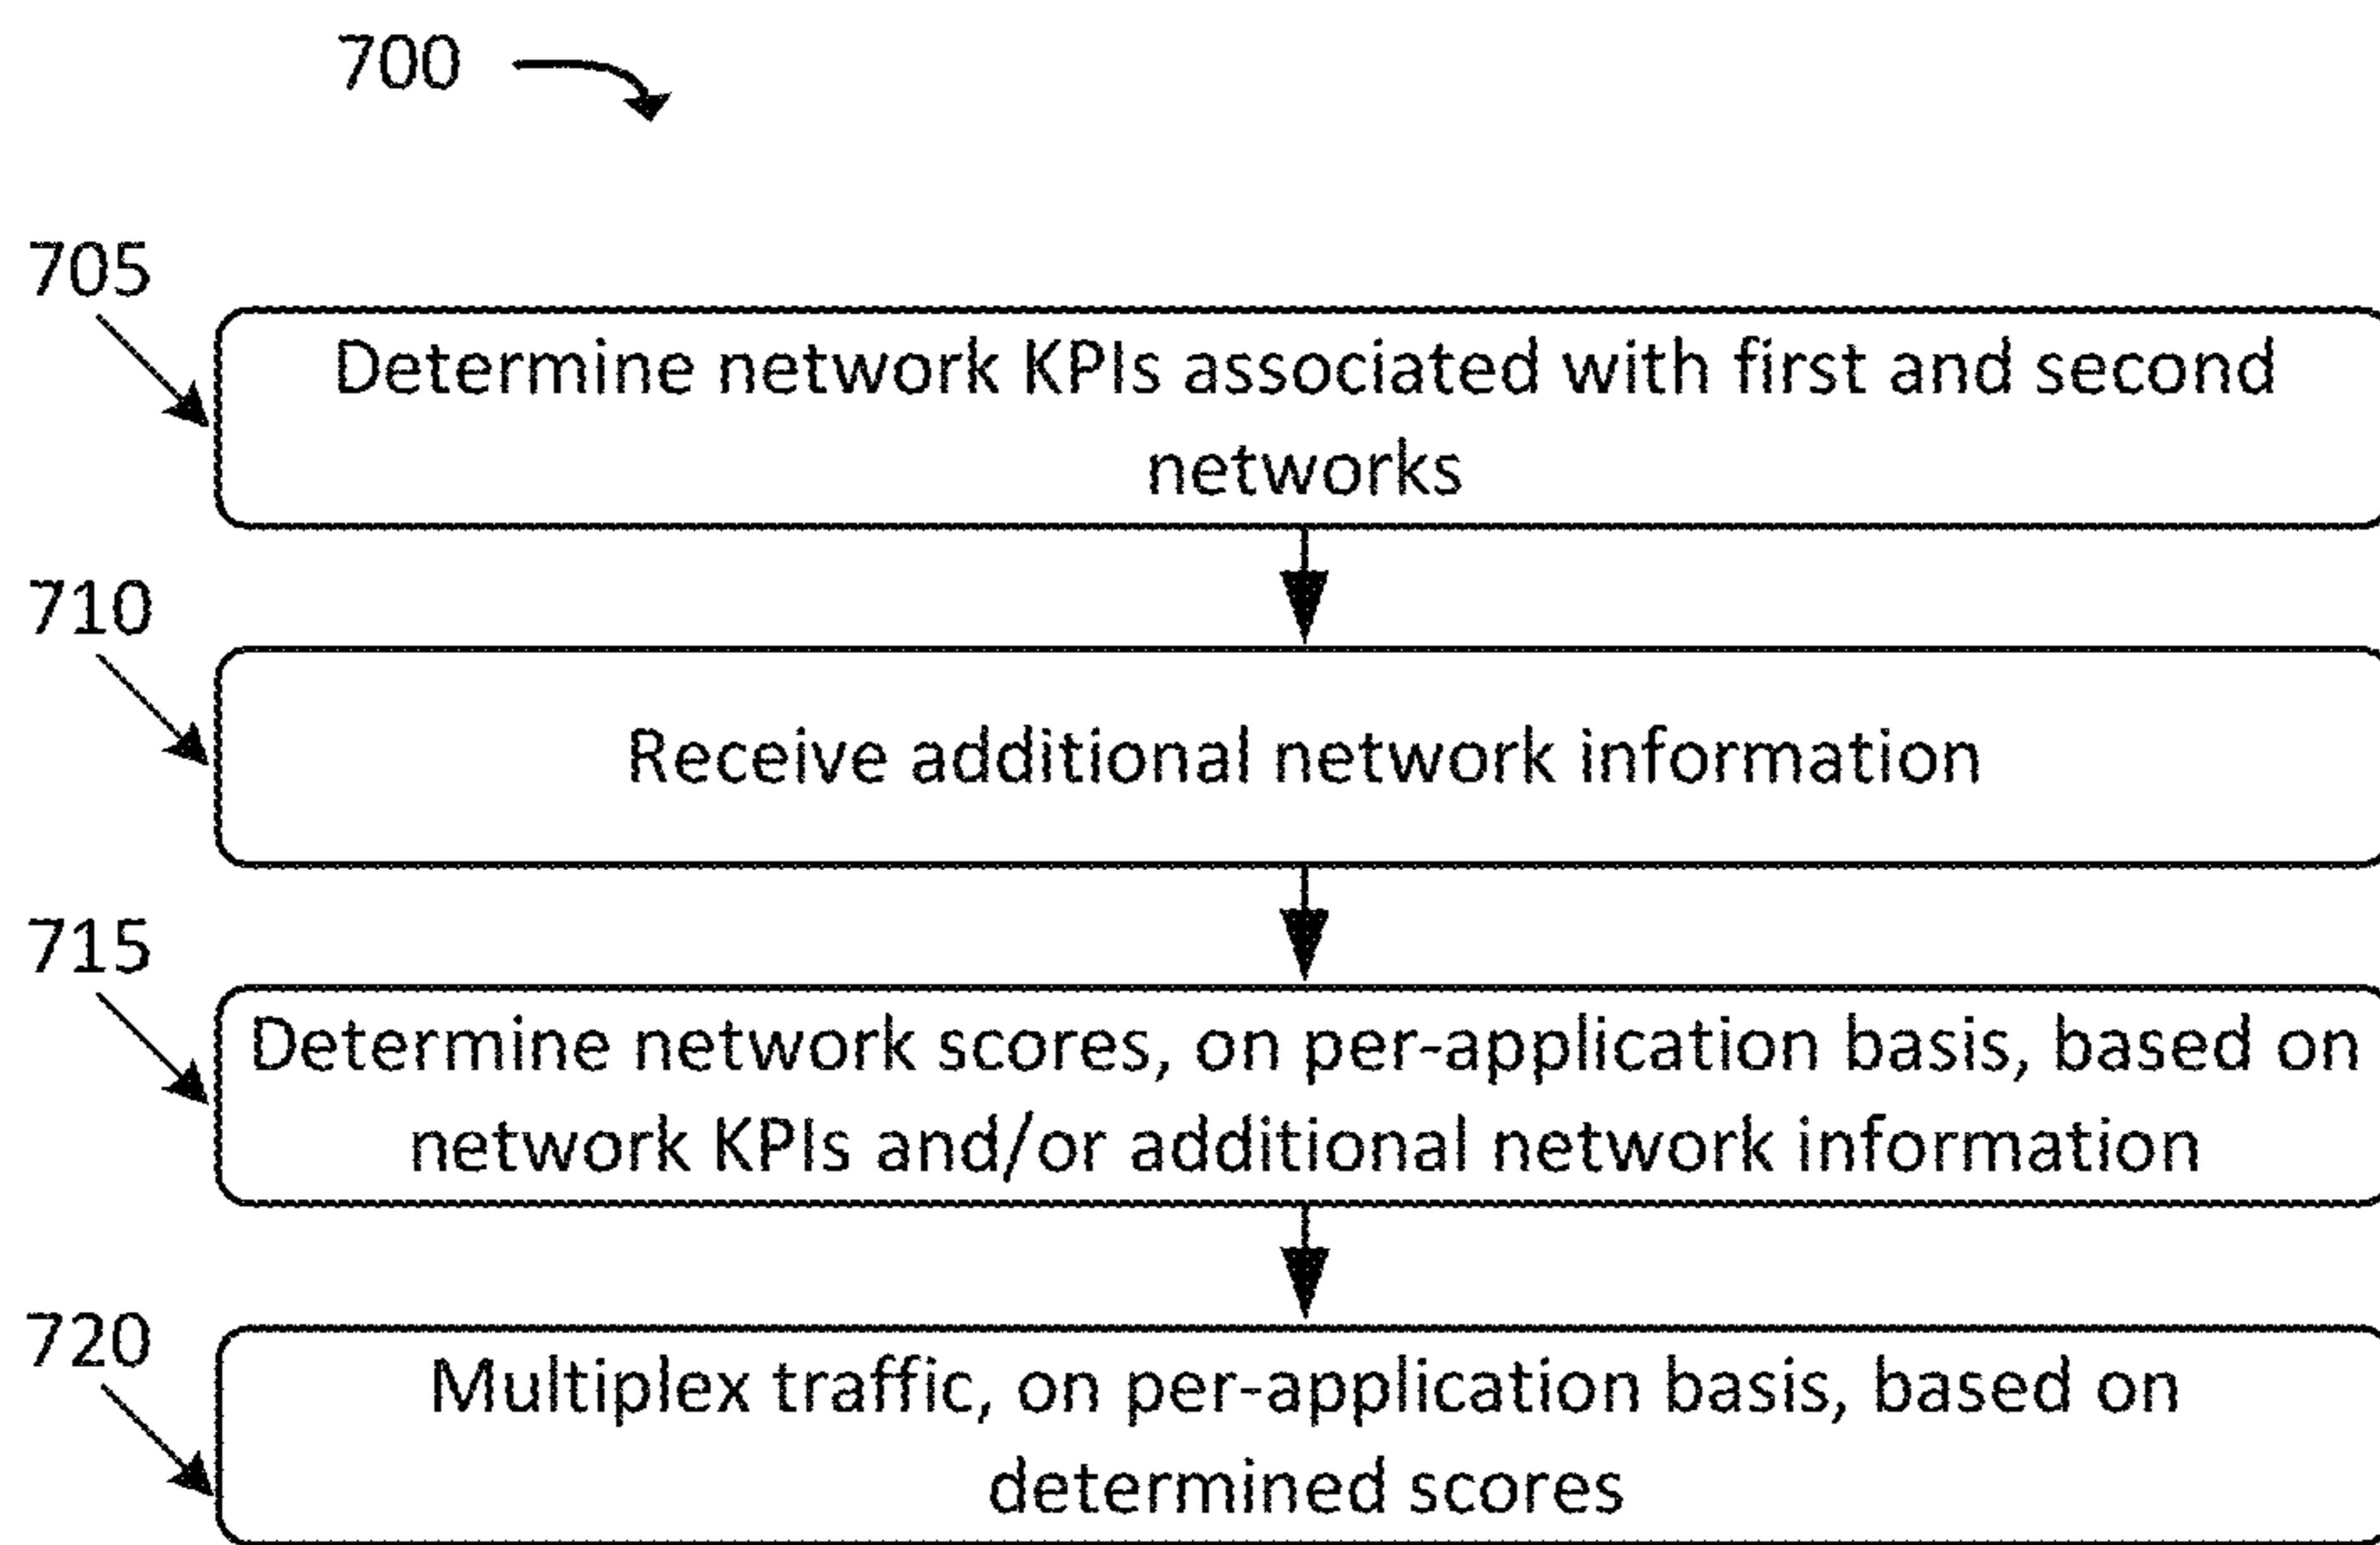 700
705
Determine network KPIs associated with first and second
networks
710
Receive additional network information
715
Determine network scores, on per-application basis, based on
network KPIs and/or additional network information
720
Multiplex traffic, on per-application basis, based on
determined scores